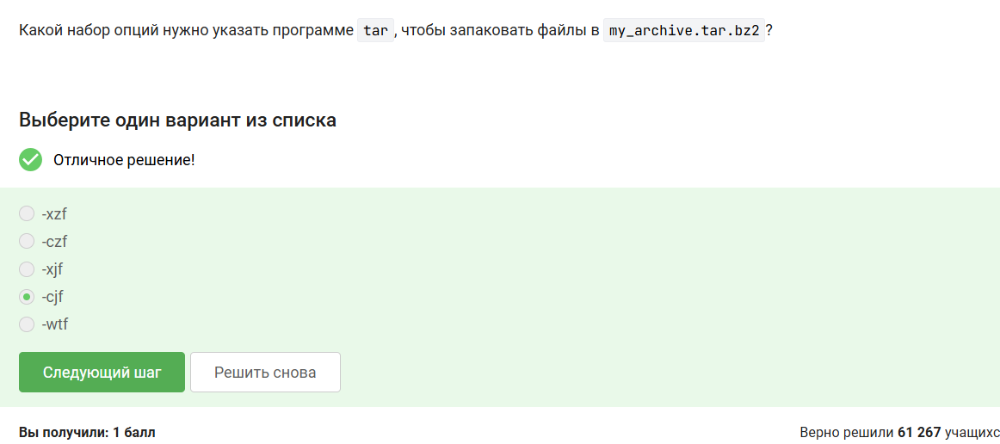 Какой набор опций нужно указать программе tar, чтобы запаковать файлы в my_archive.tar.bz2?
Выберите один вариант из списка
Отличное решение!
-xzf
-czf
-xjf
-cjf
-wtf
Следующий шаг
Решить снова
Вы получили: 1 балл
Верно решили 61 267 учащихс